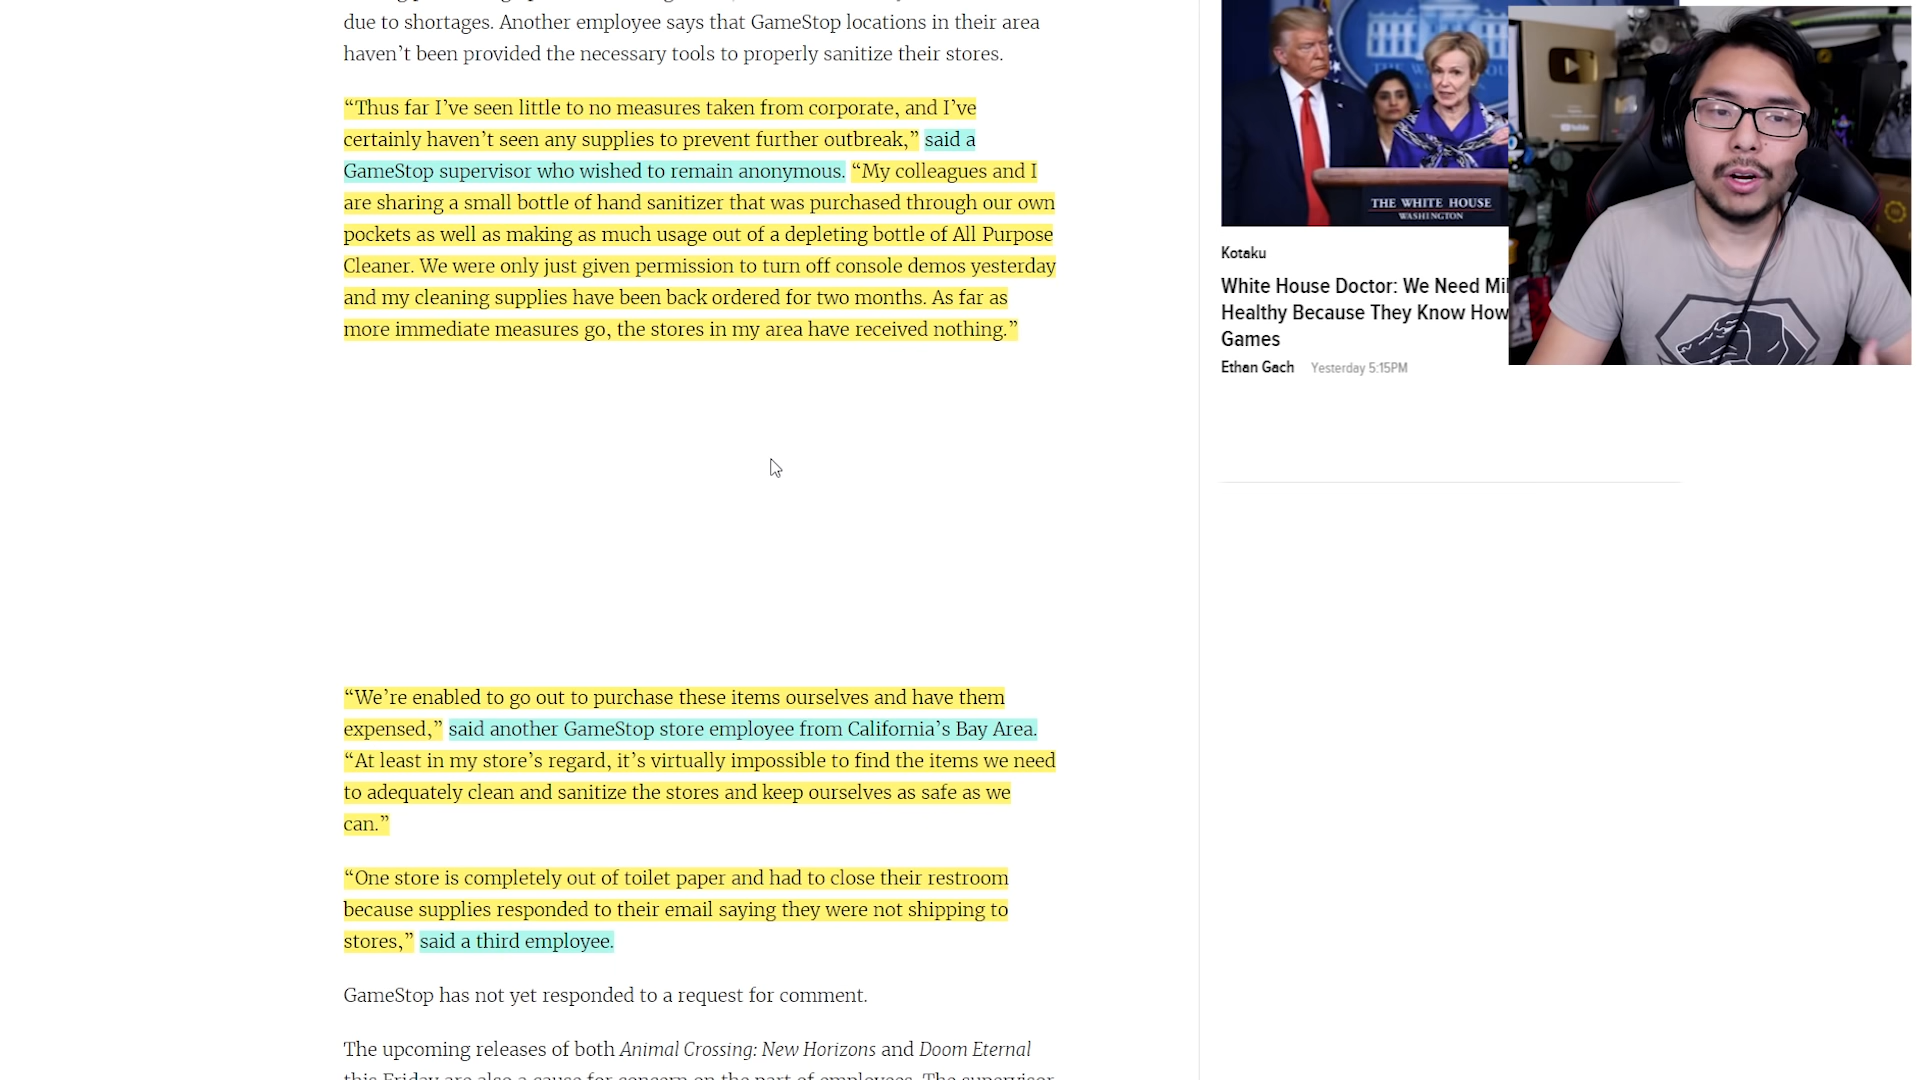 due to shortages. Another employee says that GameStop locations in their area
haven’t been provided the necessary tools to properly sanitize their stores.
“Thus far I’ve seen little to no measures taken from corporate, and I’ve
certainly haven’t seen any supplies to prevent further outbreak,” said a
GameStop supervisor who wished to remain anonymous. “My colleagues and I
are sharing a small bottle of hand sanitizer that was purchased through our own
pockets as well as making as much usage out of a depleting bottle of All Purpose
Cleaner. We were only just given permission to turn off console demos yesterday
and my cleaning supplies have been back ordered for two months. As far as
more immediate measures go, the stores in my area have received nothing.”
“We’re enabled to go out to purchase these items ourselves and have them
expensed,” said another GameStop store employee from California’s Bay Area.
“At least in my store’s regard, it’s virtually impossible to find the items we need
to adequately clean and sanitize the stores and keep ourselves as safe as we
can.”
“One store is completely out of toilet paper and had to close their restroom
because supplies responded to their email saying they were not shipping to
stores,” said a third employee.
GameStop has not yet responded to a request for comment.
The upcoming releases of both Animal Crossing: New Horizons and Doom Eternal
this Friday are also a cause for concern on the part of employees. The supervisor
THE WHITE HOUSE
WASHINGTON
Kotaku
White House Doctor: We Need Mil
Healthy Because They Know How
Games
Ethan Gach Yesterday 5:15PM